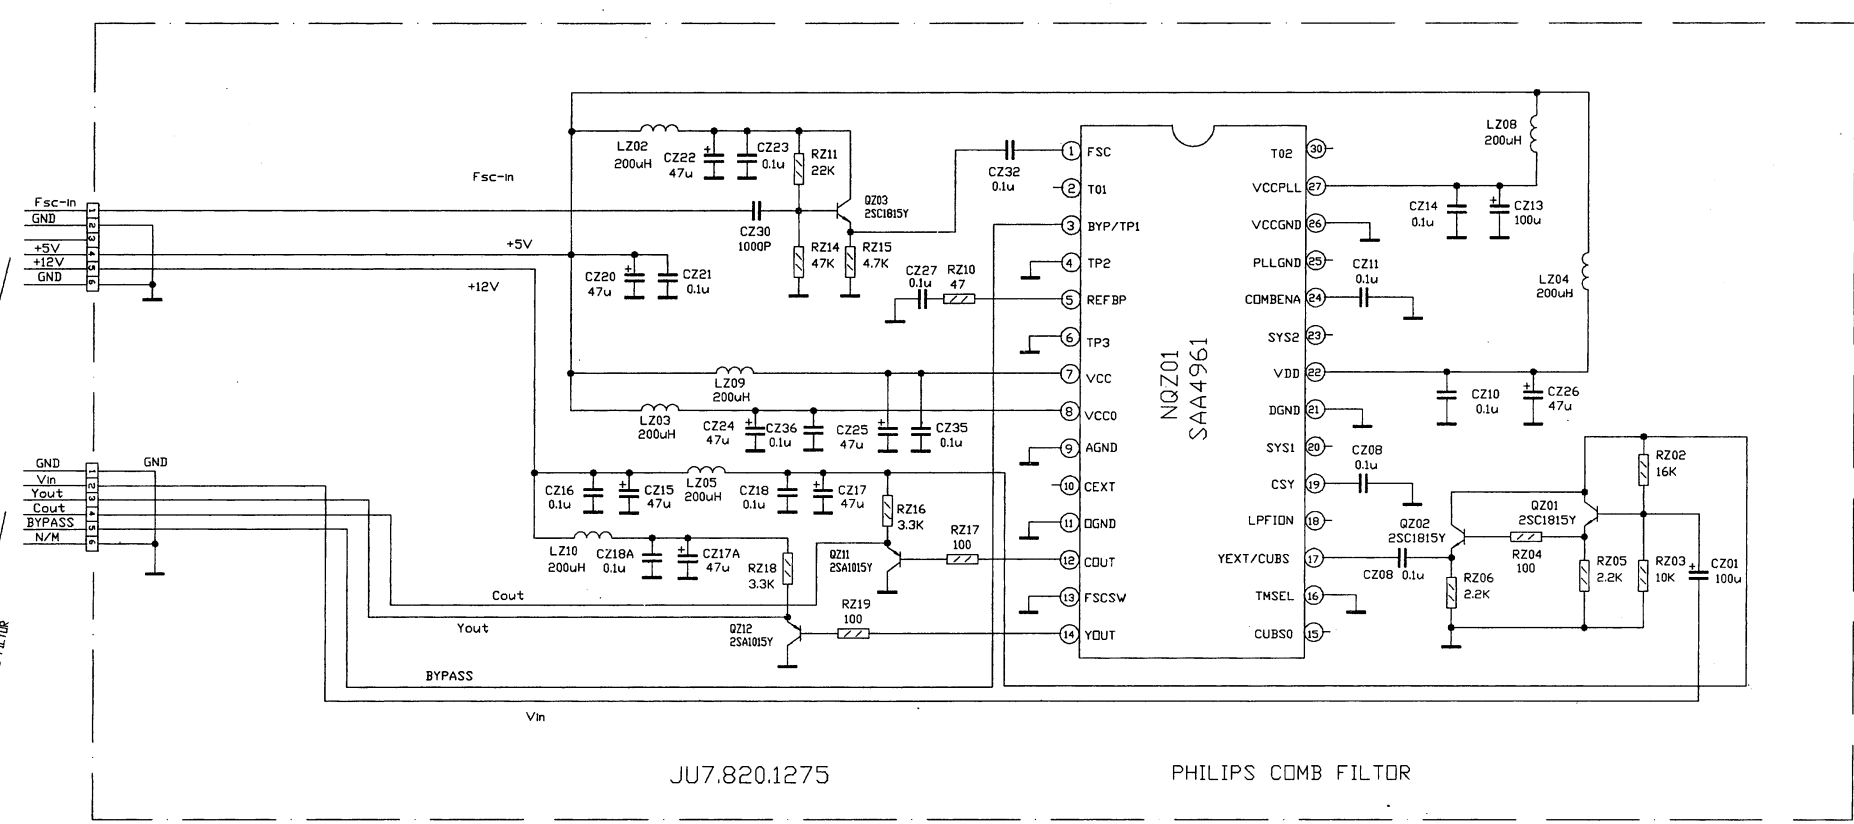 Fsc-In
GND
+5V
+12V
GND
1
2
3
4
5
6
Fsc-In
+5V
+12V
LZ02
200uH
CZ22
47u
CZ23
0.1u
RZ11
22K
CZ30
1000P
QZ03
2SC1815Y
RZ14
47K
RZ15
4.7K
CZ20
47u
CZ21
0.1u
CZ32
0.1u
CZ27
0.1u
RZ10
47
LZ09
200uH
LZ03
200uH
CZ24
47u
CZ36
0.1u
CZ25
47u
CZ35
0.1u
GND
Vin
Yout
Cout
BYPASS
N/M
1
2
3
4
5
6
GND
CZ16
0.1u
CZ15
47u
LZ05
200uH
CZ18
0.1u
CZ17
47u
RZ16
3.3K
LZ10
200uH
CZ18A
0.1u
CZ17A
47u
RZ18
3.3K
QZ11
2SA1015Y
RZ17
100
Cout
Yout
QZ12
2SA1015Y
RZ19
100
BYPASS
Vin
1 FSC
2 TO1
3 BYP/TP1
4 TP2
5 REFBP
6 TP3
7 VCC
8 VCCO
9 AGND
10 CEXT
11 OGND
12 COUT
13 FSCSW
14 YOUT
NQZ01
SAA4961
TO2 30
VCCPLL 27
VCCGND 26
PLLGND 25
COMBENA 24
SYS2 23
VDD 22
DGND 21
SYS1 20
CSY 19
LPFION 18
YEXT/CUBS 17
TMSEL 16
CUBSO 15
LZ08
200uH
CZ14
0.1u
CZ13
100u
CZ11
0.1u
LZ04
200uH
CZ10
0.1u
CZ26
47u
CZ08
0.1u
QZ02
2SC1815Y
CZ08 0.1u
QZ01
2SC1815Y
RZ02
16K
RZ04
100
RZ05
2.2K
RZ03
10K
CZ01
100u
RZ06
2.2K
JU7.820.1275
PHILIPS COMB FILTOR